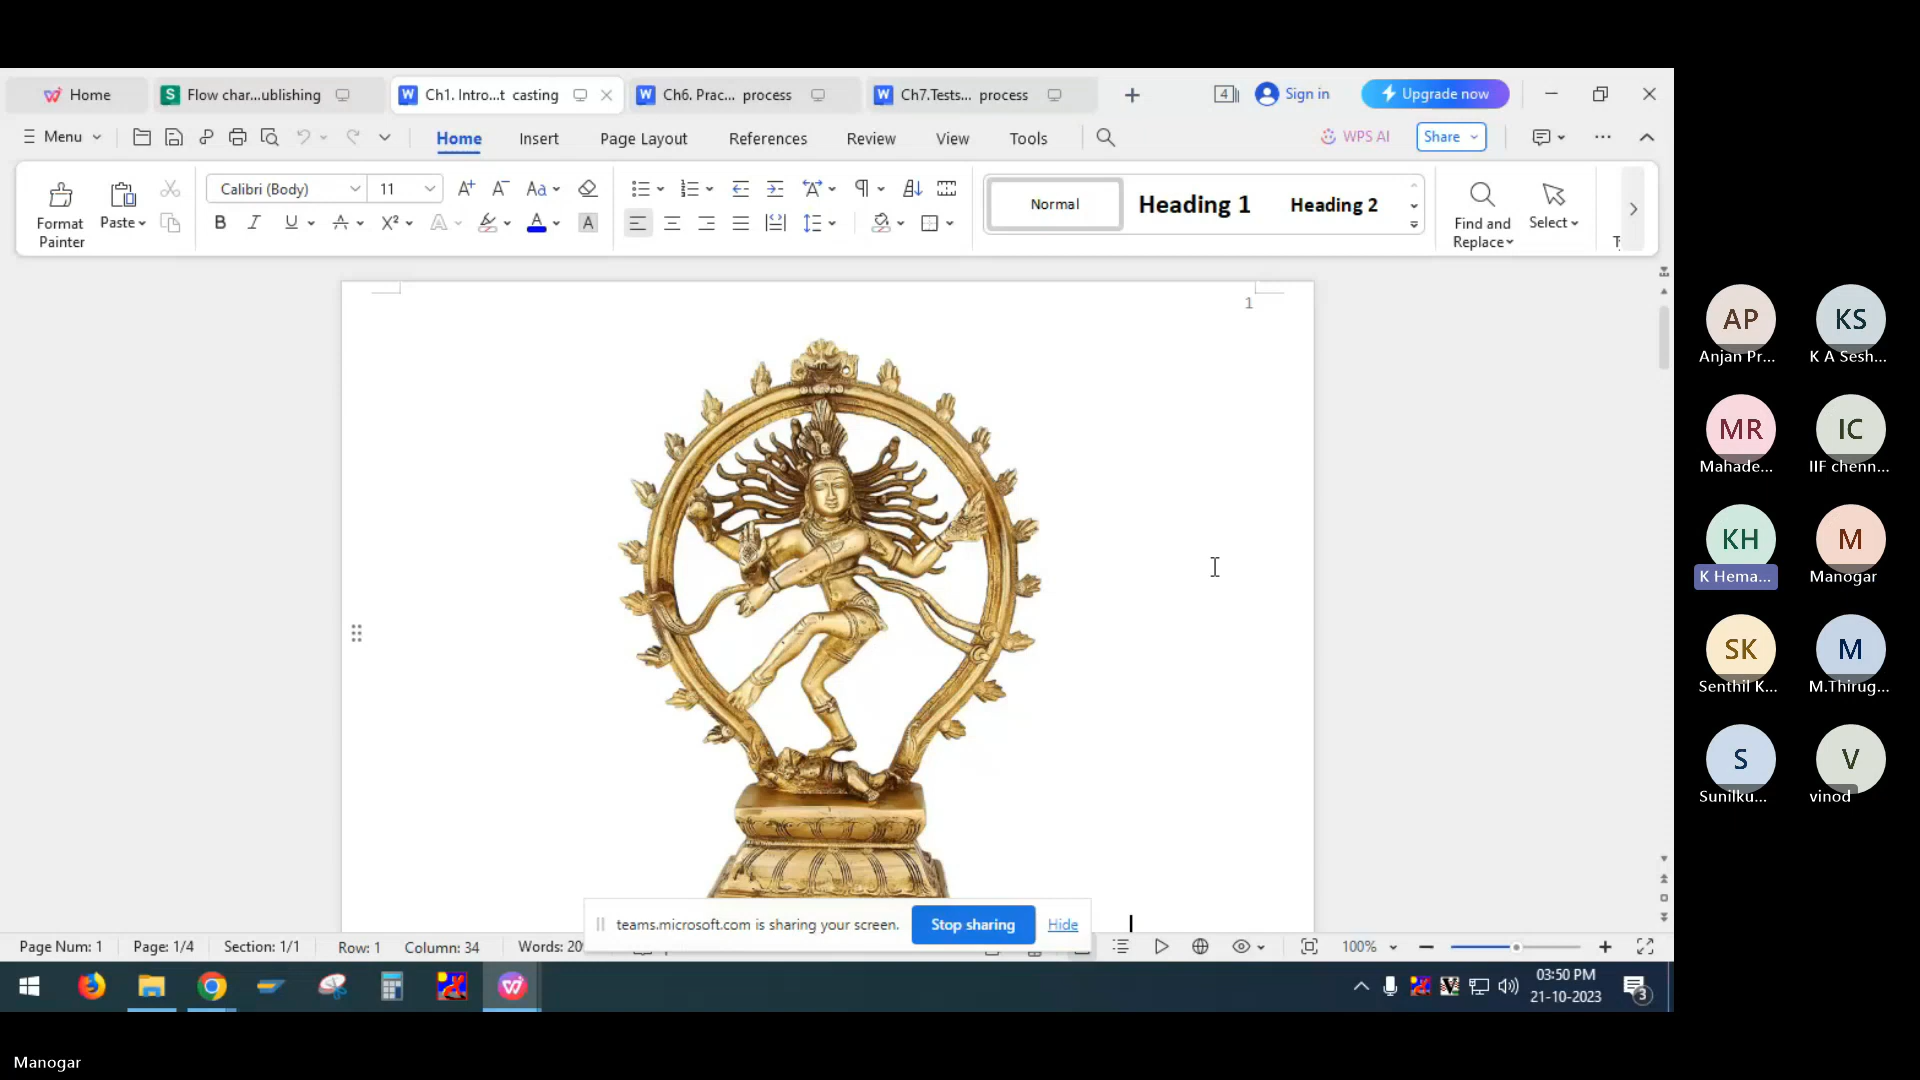 Home
Flow char...ublishing
Ch1. Intro...t casting
Ch6. Prac... process
Ch7.Tests... process
4
Sign in
Upgrade now
Menu
Home
Insert
Page Layout
References
Review
View
Tools
WPS AI
Share
Format
Painter
Paste
Calibri (Body)
11
Normal
Heading 1
Heading 2
Find and
Replace
Select
1
AP
Anjan Pr...
KS
K A Sesh...
MR
Mahade...
IC
IIF chenn...
KH
K Hema...
M
Manogar
SK
Senthil K...
M
M.Thirug...
S
Sunilku...
V
vinod
teams.microsoft.com is sharing your screen.
Stop sharing
Hide
Page Num: 1
Page: 1/4
Section: 1/1
Row: 1
Column: 34
Words: 20
100%
03:50 PM
21-10-2023
3
Manogar